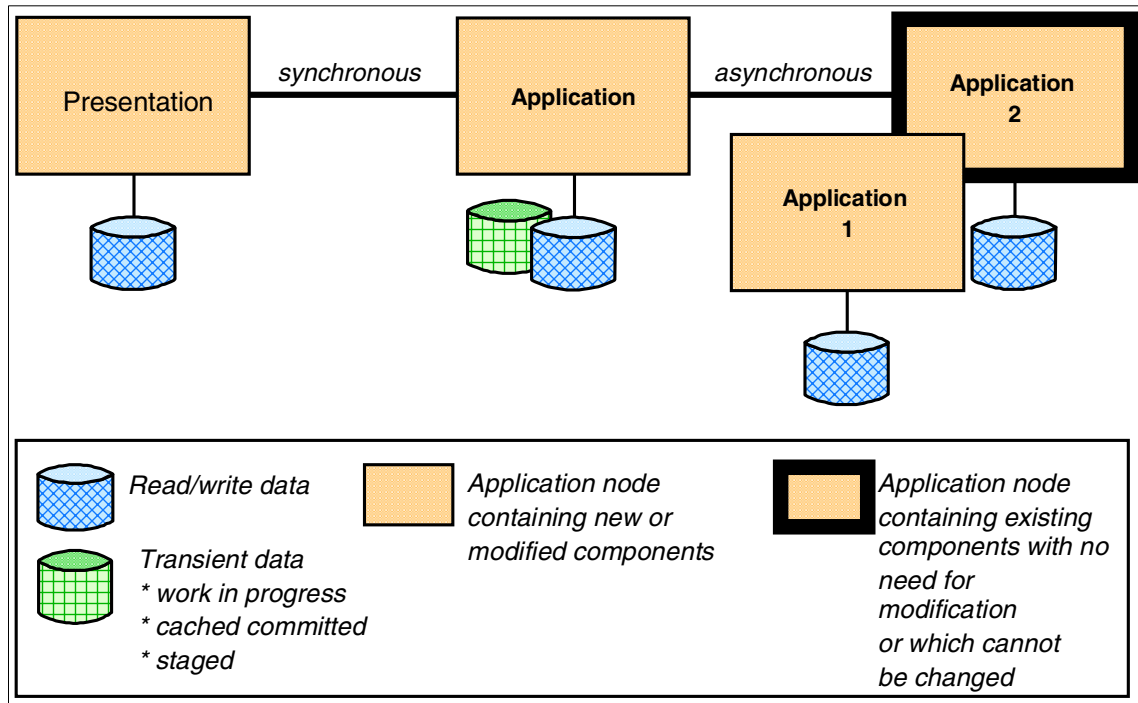 Presentation
synchronous
Application
asynchronous
Application
2
Application
1
Read/write data
Transient data
* work in progress
* cached committed
* staged
Application node
containing new or
modified components
Application node
containing existing
components with no
need for
modification
or which cannot
be changed